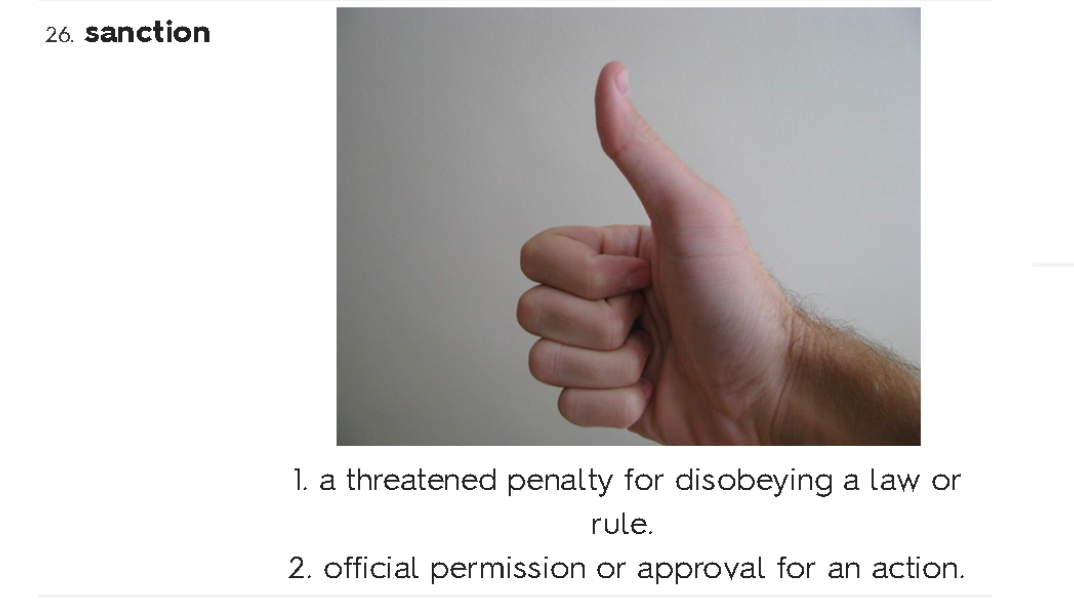 26. sanction
1. a threatened penalty for disobeying a law or
rule.
2. official permission or approval for an action.